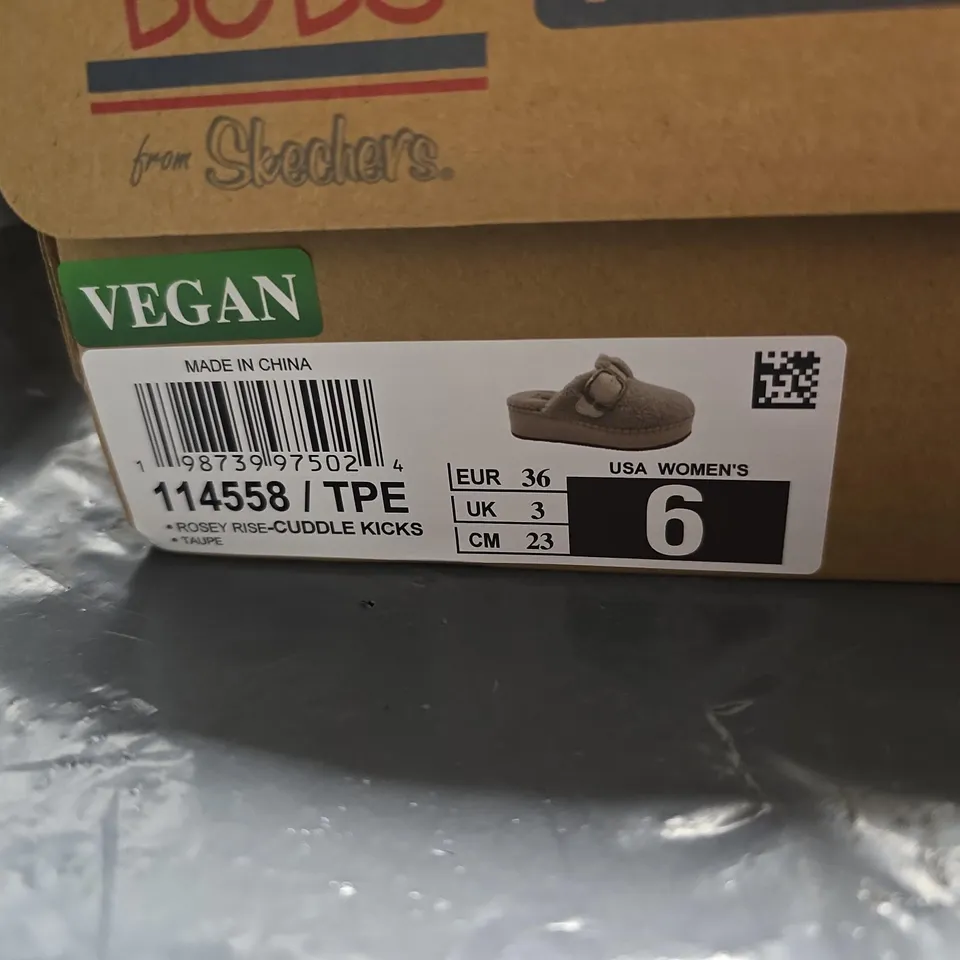 BOBS
from Skechers.
VEGAN
MADE IN CHINA
1 98739 97502 4
114558 / TPE
* ROSEY RISE-CUDDLE KICKS
* TAUPE
EUR 36
UK 3
CM 23
USA WOMEN'S
6